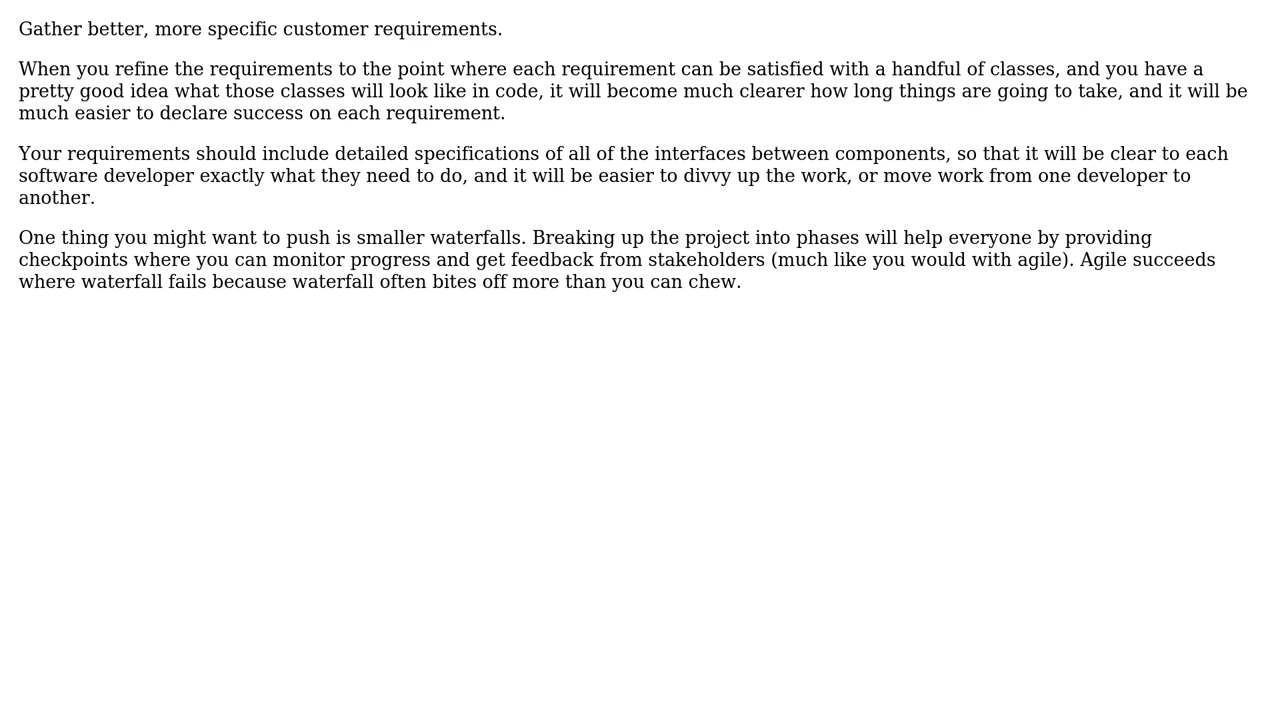 Gather better, more specific customer requirements.
When you refine the requirements to the point where each requirement can be satisfied with a handful of classes, and you have a
pretty good idea what those classes will look like in code, it will become much clearer how long things are going to take, and it will be
much easier to declare success on each requirement.
Your requirements should include detailed specifications of all of the interfaces between components, so that it will be clear to each
software developer exactly what they need to do, and it will be easier to divvy up the work, or move work from one developer to
another.
One thing you might want to push is smaller waterfalls. Breaking up the project into phases will help everyone by providing
checkpoints where you can monitor progress and get feedback from stakeholders (much like you would with agile). Agile succeeds
where waterfall fails because waterfall often bites off more than you can chew.